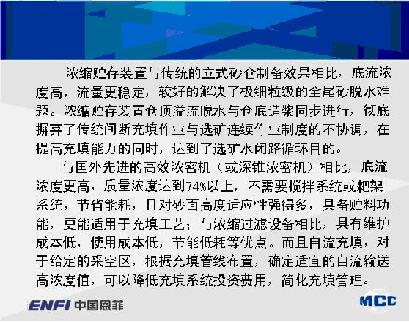 浓缩贮存装置与传统的立式砂仓制备效果相比，底流浓
度高，流量更稳定，较好的解决了极细粒级的全尾砂脱水难
题。浓缩贮存装置仓顶溢流脱水与仓底造浆同步进行，彻底
摒弃了传统间断充填作业与选矿连续作业制度的不协调，在
提高充填能力的同时，达到了选矿水闭路循环目的。
与国外先进的高效浓密机（或深锥浓密机）相比，底流
浓度更高，质量浓度达到74%以上，不需要搅拌系统或耙架
系统，节省能耗，且对砂面高度适应性强得多，具备贮料功
能，更能适用于充填工艺；与浓缩过滤设备相比，具有维护
成本低、使用成本低，节能低耗等优点。而且自流充填，对
于给定的采空区，根据充填管线布置，确定适宜的自流输送
高浓度值，可以降低充填系统投资费用，简化充填管理。
ENFI 中国恩菲
MCC